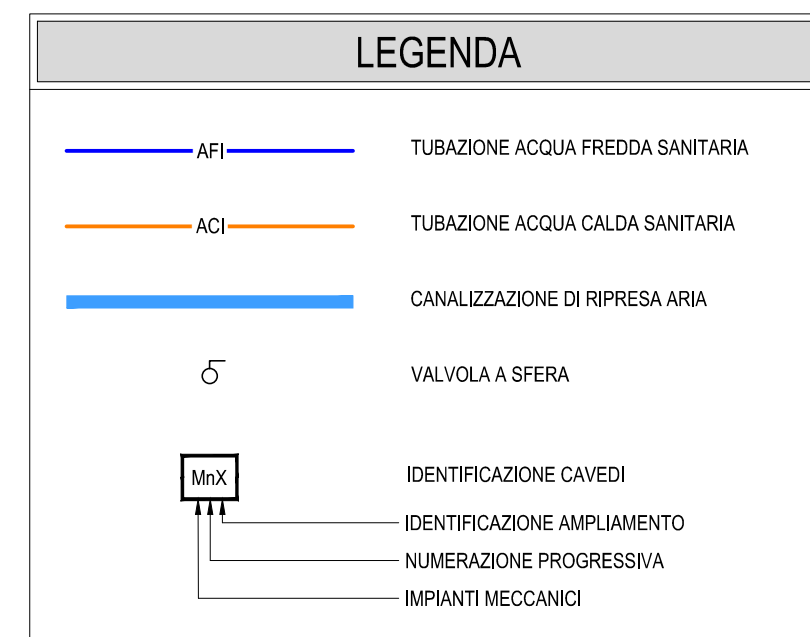 LEGENDA
AFI TUBAZIONE ACQUA FREDDA SANITARIA
ACI TUBAZIONE ACQUA CALDA SANITARIA
CANALIZZAZIONE DI RIPRESA ARIA
VALVOLA A SFERA
MnX IDENTIFICAZIONE CAVEDI
IDENTIFICAZIONE AMPLIAMENTO
NUMERAZIONE PROGRESSIVA
IMPIANTI MECCANICI